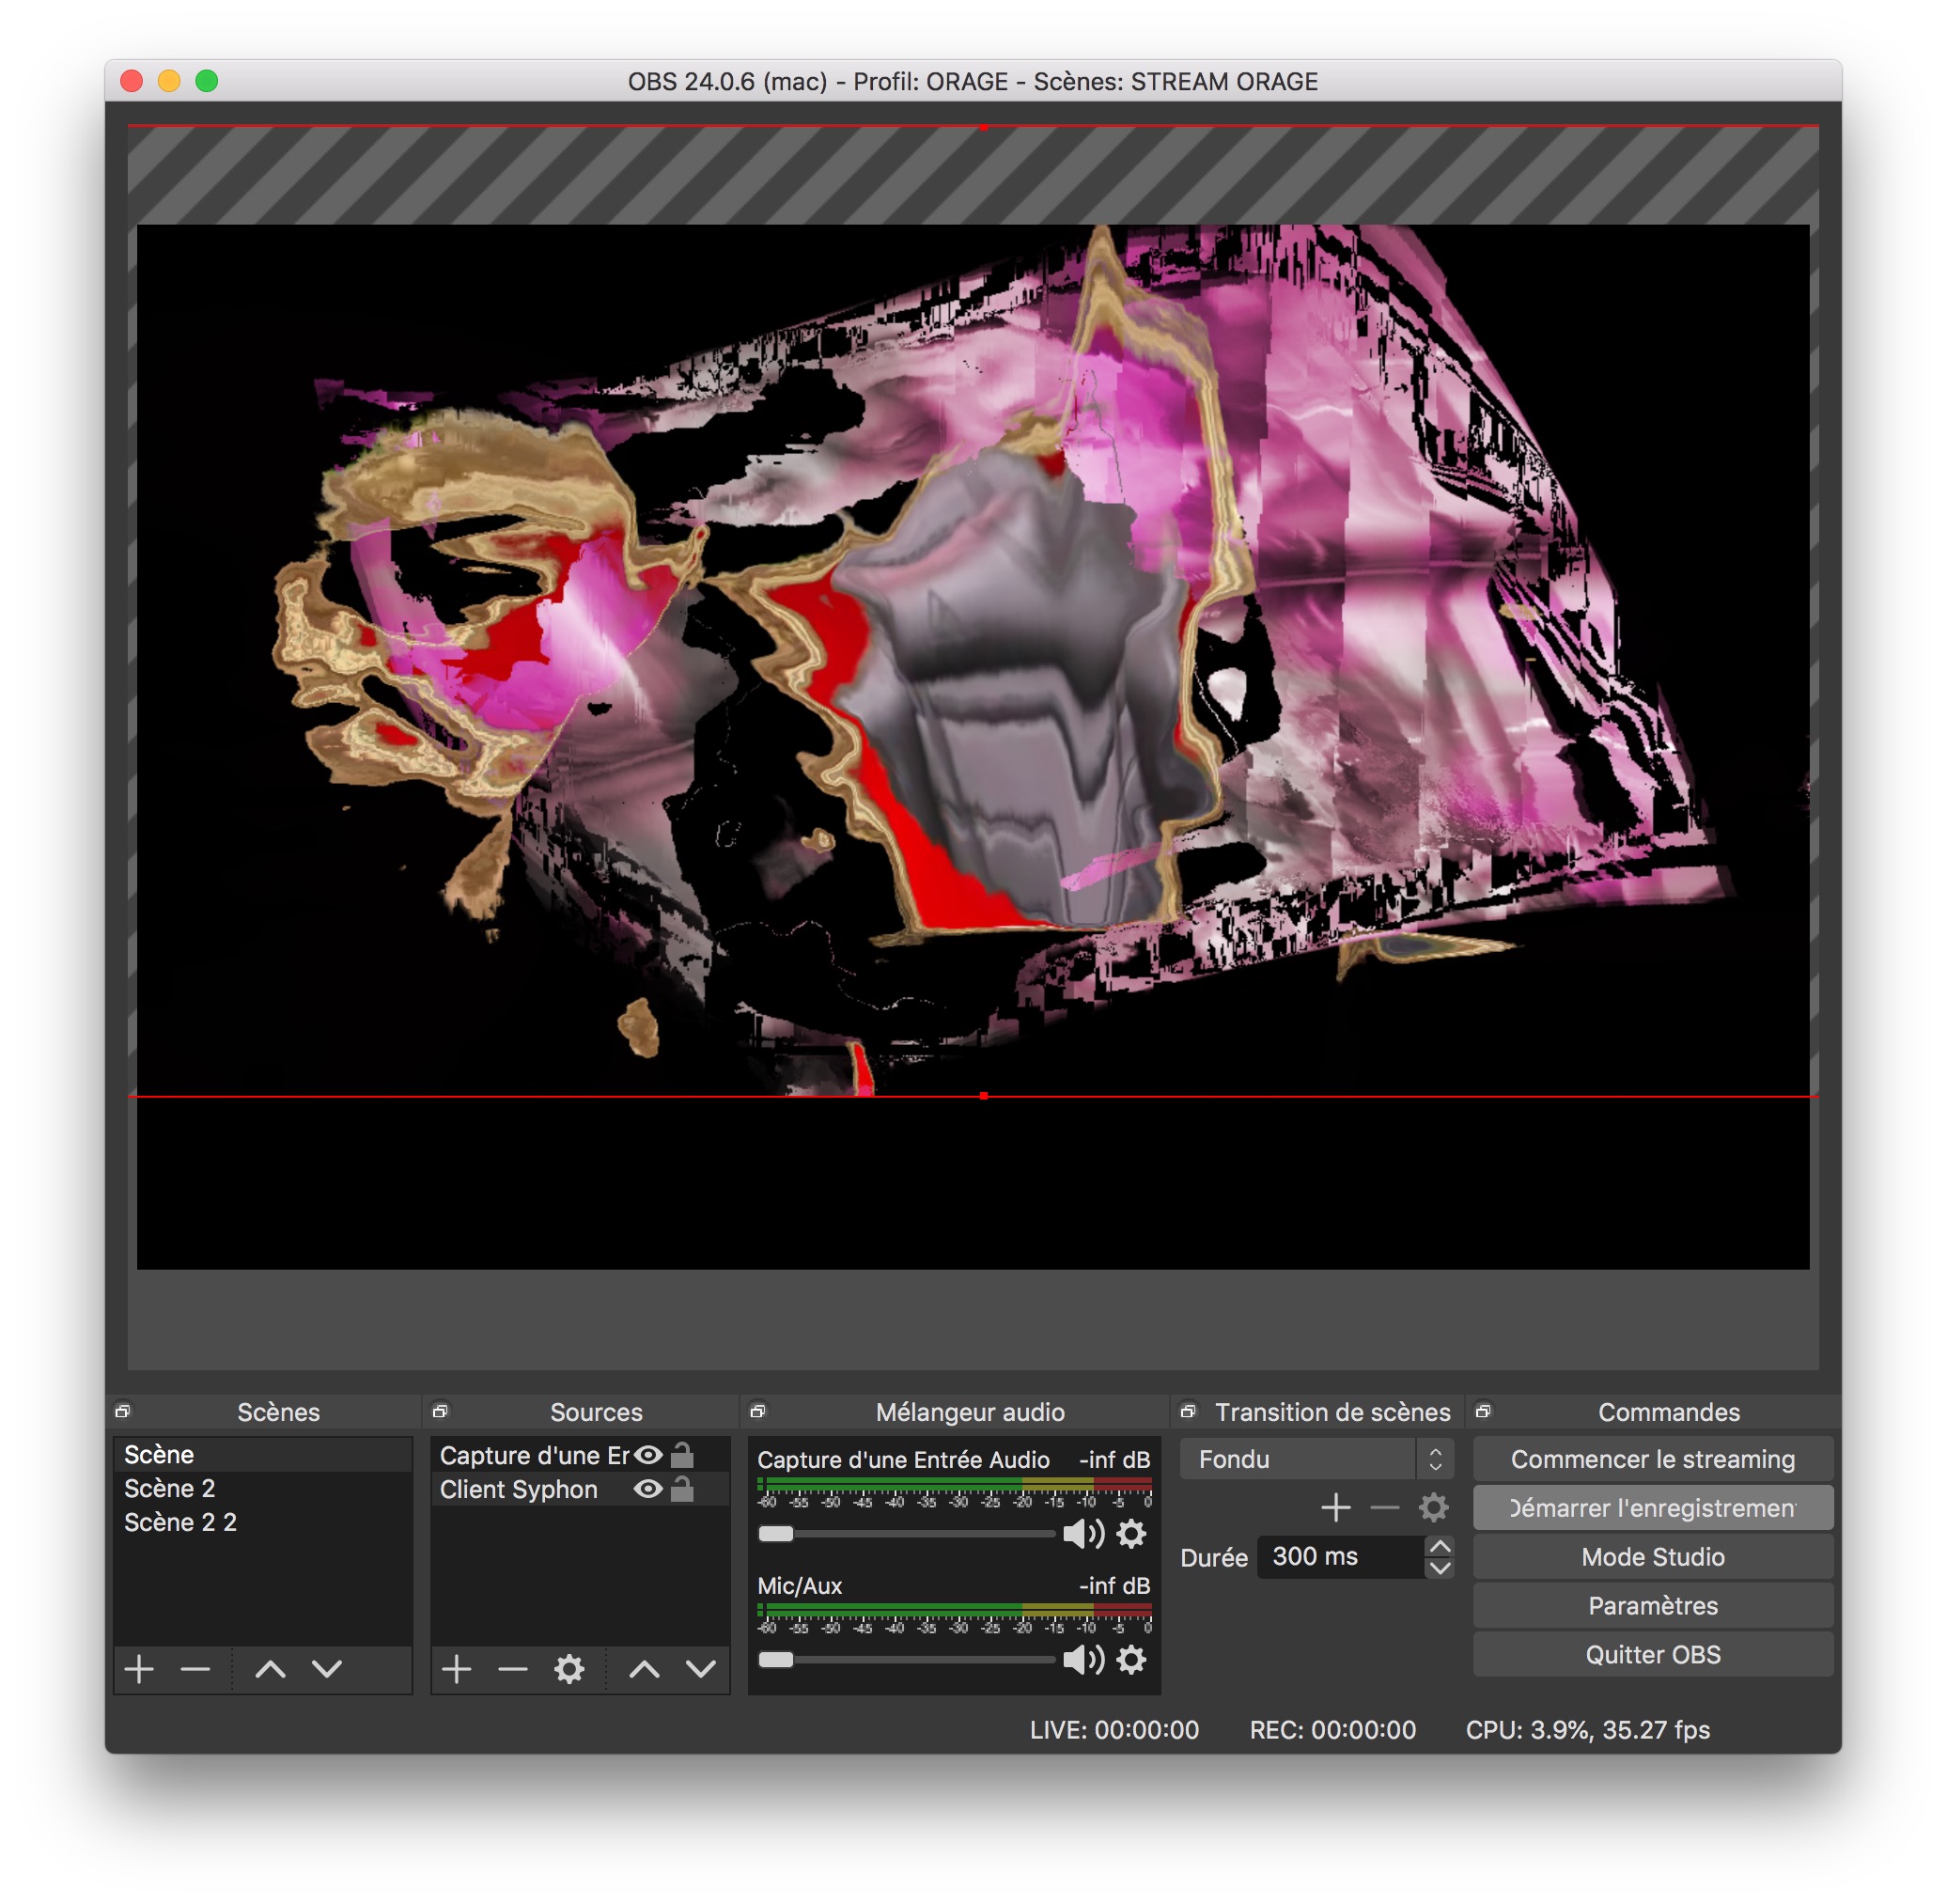 OBS 24.0.6 (mac) - Profil: ORAGE - Scènes: STREAM ORAGE
Scènes
Sources
Mélangeur audio
Transition de scènes
Commandes
Scène
Scène 2
Scène 2 2
Capture d'une Er
Client Syphon
Capture d'une Entrée Audio -inf dB
-60 -55 -50 -45 -40 -35 -30 -25 -20 -15 -10 -5 0
Mic/Aux -inf dB
-60 -55 -50 -45 -40 -35 -30 -25 -20 -15 -10 -5 0
Fondu
Durée 300 ms
Commencer le streaming
Démarrer l'enregistremen
Mode Studio
Paramètres
Quitter OBS
LIVE: 00:00:00 REC: 00:00:00 CPU: 3.9%, 35.27 fps